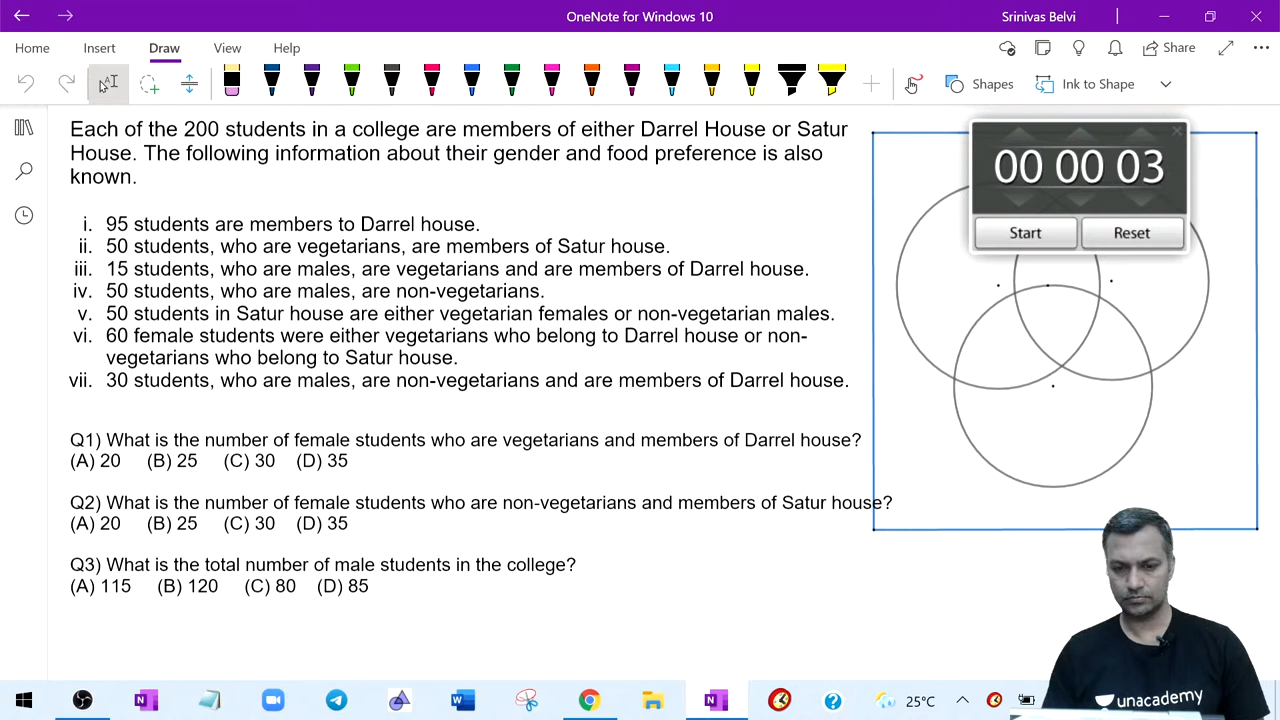 OneNote for Windows 10
Srinivas Belvi
Home Insert Draw View Help
Share
Shapes
Ink to Shape
Each of the 200 students in a college are members of either Darrel House or Satur
House. The following information about their gender and food preference is also
known.
i. 95 students are members to Darrel house.
ii. 50 students, who are vegetarians, are members of Satur house.
iii. 15 students, who are males, are vegetarians and are members of Darrel house.
iv. 50 students, who are males, are non-vegetarians.
v. 50 students in Satur house are either vegetarian females or non-vegetarian males.
vi. 60 female students were either vegetarians who belong to Darrel house or non-
vegetarians who belong to Satur house.
vii. 30 students, who are males, are non-vegetarians and are members of Darrel house.
00 00 03
Start Reset
Q1) What is the number of female students who are vegetarians and members of Darrel house?
(A) 20 (B) 25 (C) 30 (D) 35
Q2) What is the number of female students who are non-vegetarians and members of Satur house?
(A) 20 (B) 25 (C) 30 (D) 35
Q3) What is the total number of male students in the college?
(A) 115 (B) 120 (C) 80 (D) 85
unacademy
25°C